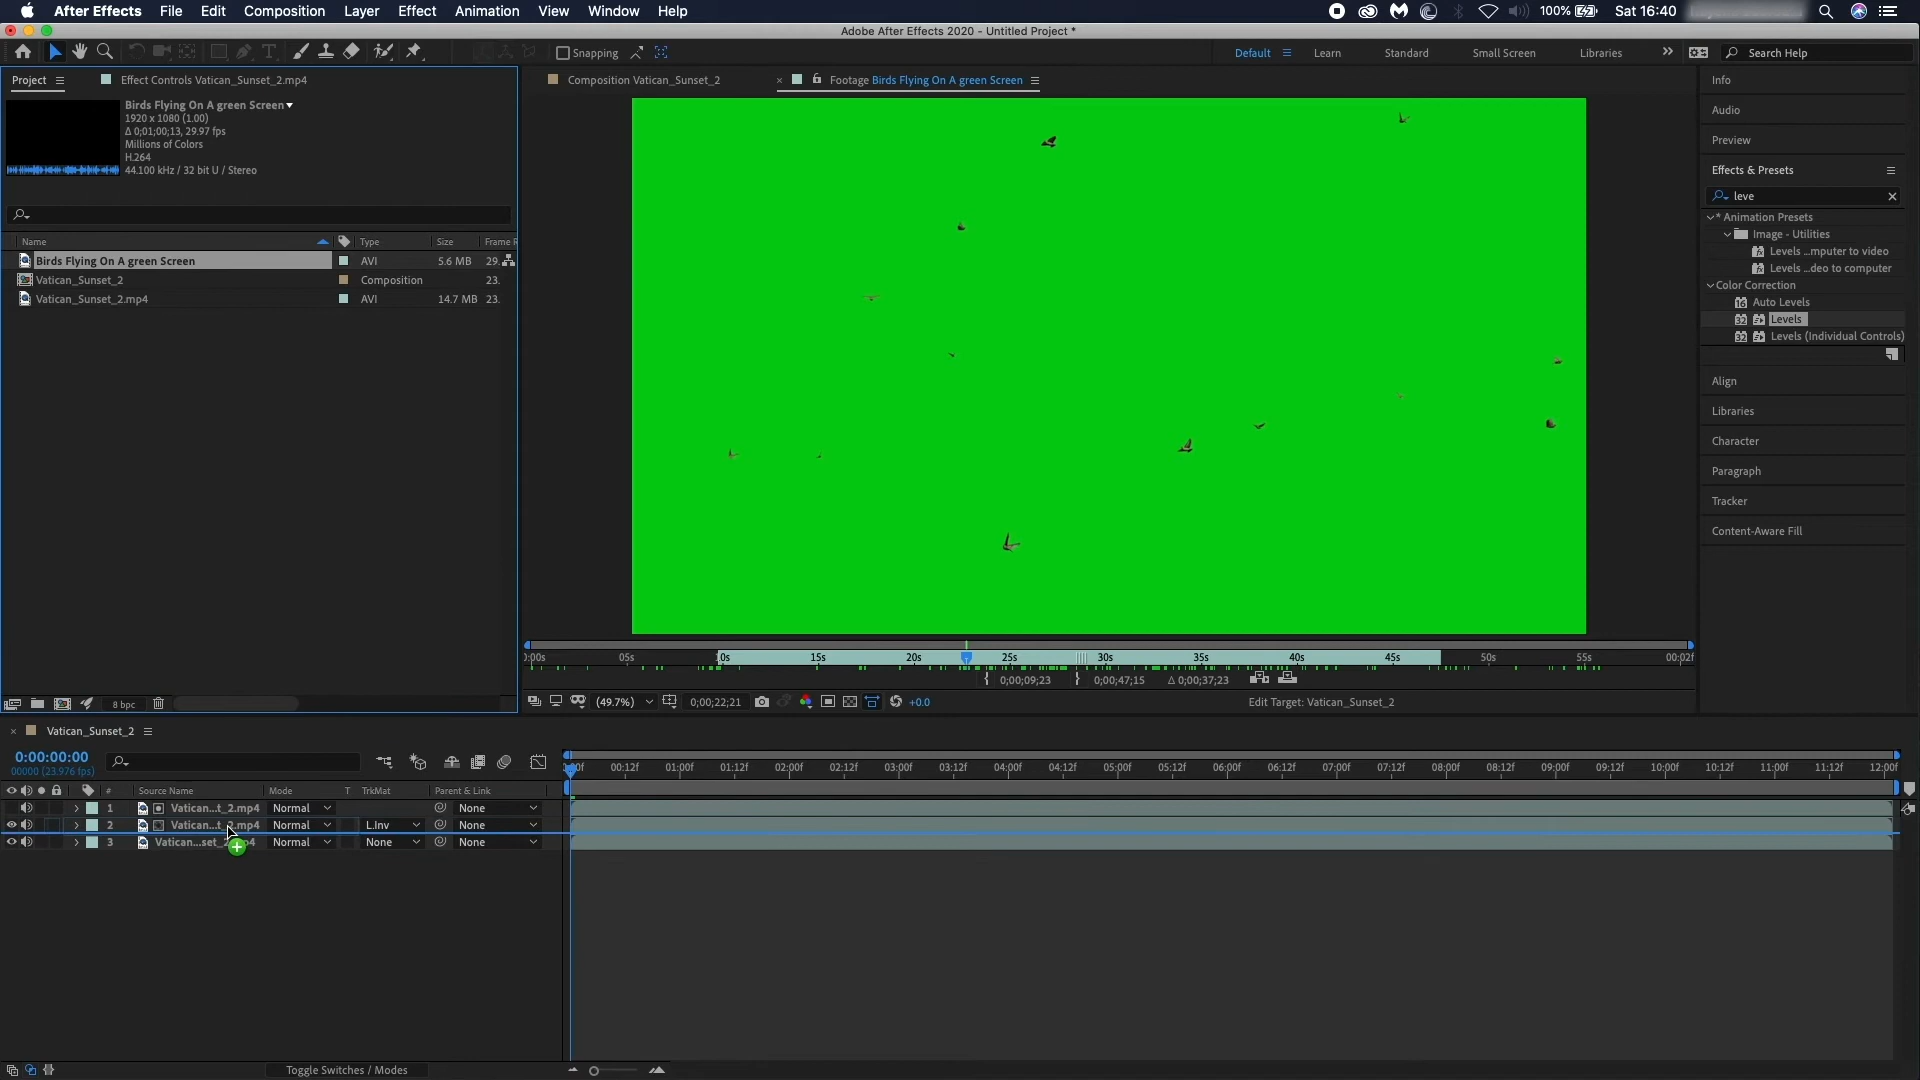 After Effects File Edit Composition Layer Effect Animation View Window Help 100% Sat 16:40
Adobe After Effects 2020 - Untitled Project *
Snapping Default Learn Standard Small Screen Libraries Search Help
Project Effect Controls Vatican_Sunset_2.mp4 Composition Vatican_Sunset_2 Footage Birds Flying On A green Screen Info
Birds Flying On A green Screen
1920 x 1080 (1.00)
Δ 0;01;00;13, 29.97 fps
Millions of Colors
H.264
44.100 kHz / 32 bit U / Stereo
Name Type Size Frame R
Birds Flying On A green Screen AVI 5.6 MB 29.
Vatican_Sunset_2 Composition 23.
Vatican_Sunset_2.mp4 AVI 14.7 MB 23.
8 bpc
Audio
Preview
Effects & Presets
leve
* Animation Presets
Image - Utilities
Levels ...mputer to video
Levels ...deo to computer
Color Correction
16 Auto Levels
32 Levels
32 Levels (Individual Controls)
Align
Libraries
Character
Paragraph
Tracker
Content-Aware Fill
0:00s 05s 10s 15s 20s 25s 30s 35s 40s 45s 50s 55s 00:02f
0;00;09;23 0;00;47;15 Δ 0;00;37;23
(49.7%) 0;00;22;21 +0.0 Edit Target: Vatican_Sunset_2
Vatican_Sunset_2
0:00:00:00
00000 (23.976 fps)
00:12f 01:00f 01:12f 02:00f 02:12f 03:00f 03:12f 04:00f 04:12f 05:00f 05:12f 06:00f 06:12f 07:00f 07:12f 08:00f 08:12f 09:00f 09:12f 10:00f 10:12f 11:00f 11:12f 12:00f
# Source Name Mode T TrkMat Parent & Link
1 Vatican...t_2.mp4 Normal None
2 Vatican...t_2.mp4 Normal L.Inv None
3 Vatican...set_2.mp4 Normal None None
Toggle Switches / Modes